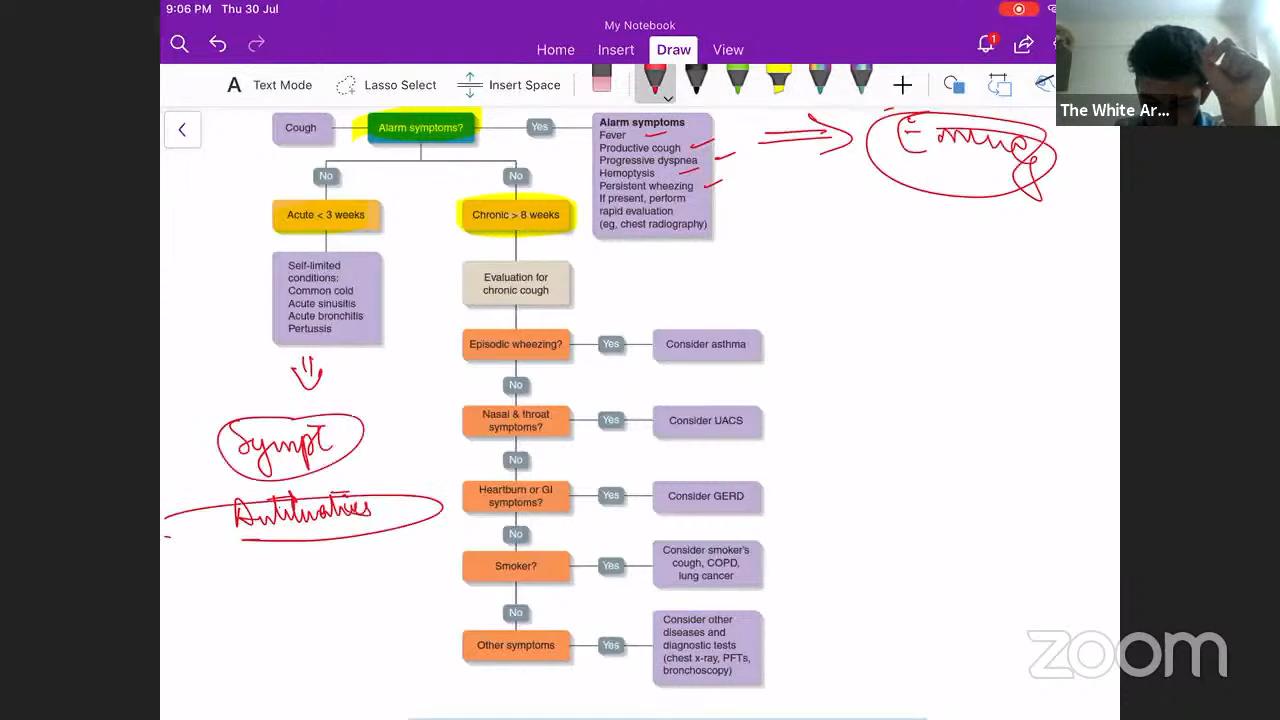 9:06 PM Thu 30 Jul
My Notebook
Home Insert Draw View
1
A Text Mode Lasso Select Insert Space
The White Ar...
Cough
Alarm symptoms?
Yes
Alarm symptoms
Fever
Productive cough
Progressive dyspnea
Hemoptysis
Persistent wheezing
If present, perform
rapid evaluation
(eg, chest radiography)
No
No
Acute < 3 weeks
Chronic > 8 weeks
Self-limited
conditions:
Common cold
Acute sinusitis
Acute bronchitis
Pertussis
Evaluation for
chronic cough
Episodic wheezing?
Yes
Consider asthma
No
Nasal & throat
symptoms?
Yes
Consider UACS
No
Sympt
Heartburn or GI
symptoms?
Yes
Consider GERD
No
Smoker?
Yes
Consider smoker's
cough, COPD,
lung cancer
No
Other symptoms
Yes
Consider other
diseases and
diagnostic tests
(chest x-ray, PFTs,
bronchoscopy)
zoom